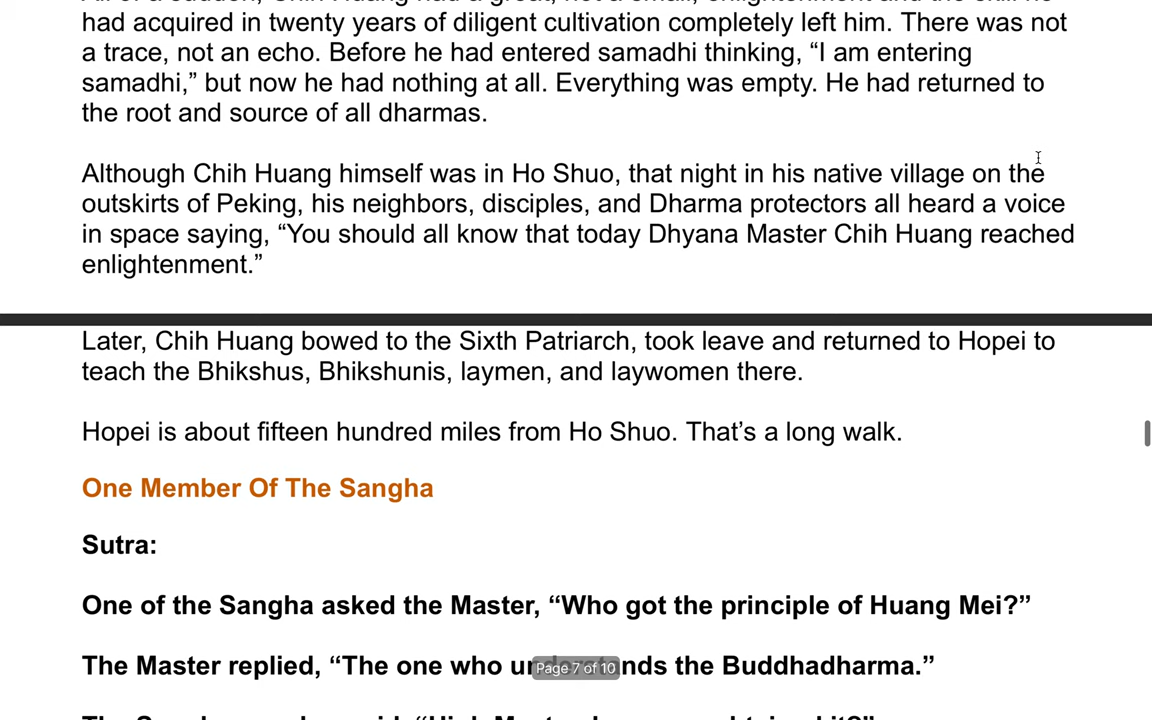 had acquired in twenty years of diligent cultivation completely left him. There was not
a trace, not an echo. Before he had entered samadhi thinking, “I am entering
samadhi,” but now he had nothing at all. Everything was empty. He had returned to
the root and source of all dharmas.
Although Chih Huang himself was in Ho Shuo, that night in his native village on the
outskirts of Peking, his neighbors, disciples, and Dharma protectors all heard a voice
in space saying, “You should all know that today Dhyana Master Chih Huang reached
enlightenment.”
Later, Chih Huang bowed to the Sixth Patriarch, took leave and returned to Hopei to
teach the Bhikshus, Bhikshunis, laymen, and laywomen there.
Hopei is about fifteen hundred miles from Ho Shuo. That’s a long walk.
One Member Of The Sangha
Sutra:
One of the Sangha asked the Master, “Who got the principle of Huang Mei?”
The Master replied, “The one who understands the Buddhadharma.”
Page 7 of 10